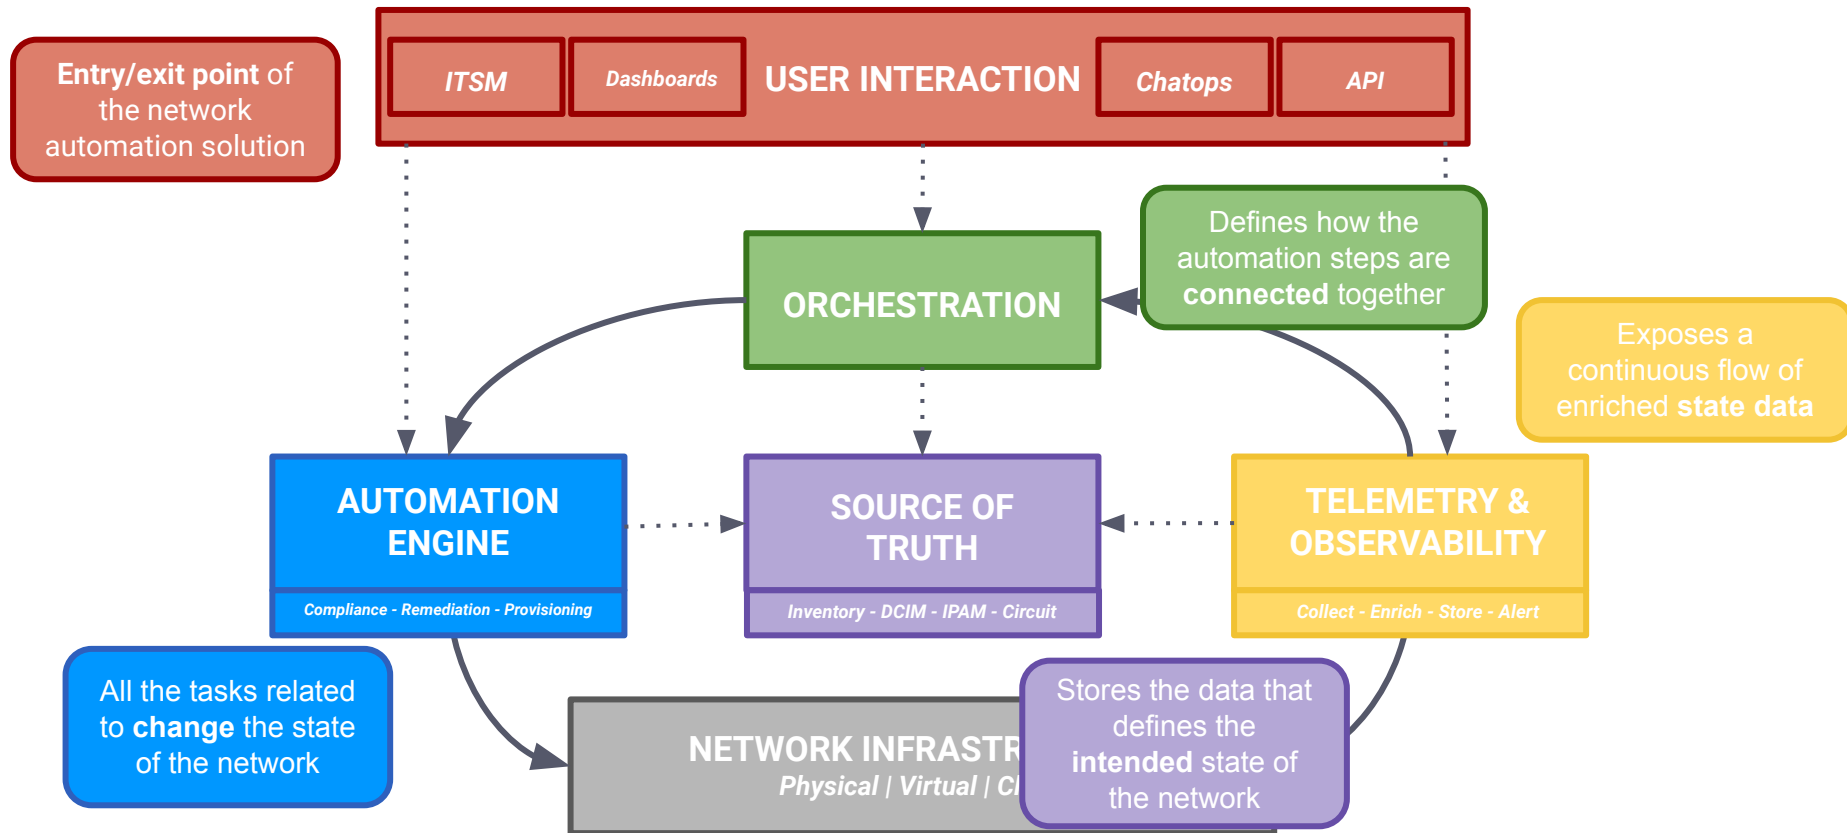 Entry/exit point of
the network
automation solution
ITSM
Dashboards
USER INTERACTION
Chatops
API
ORCHESTRATION
Defines how the
automation steps are
connected together
Exposes a
continuous flow of
enriched state data
AUTOMATION
ENGINE
Compliance - Remediation - Provisioning
SOURCE OF
TRUTH
Inventory - DCIM - IPAM - Circuit
TELEMETRY &
OBSERVABILITY
Collect - Enrich - Store - Alert
All the tasks related
to change the state
of the network
NETWORK
Physical | Virtual |
Stores the data that
defines the
intended state of
the network